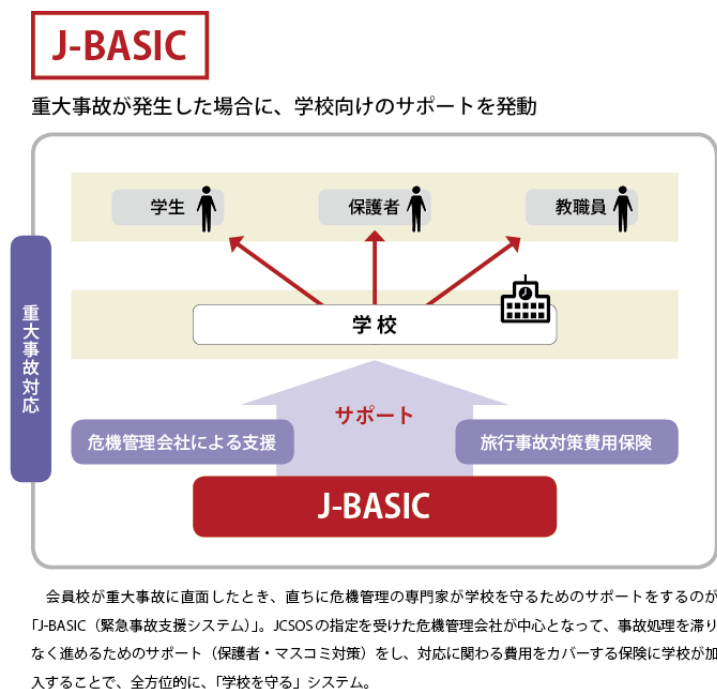 J-BASIC
重大事故が発生した場合に、学校向けのサポートを発動
学生
保護者
教職員
重大事故対応
学校
サポート
危機管理会社による支援
旅行事故対策費用保険
J-BASIC
会員校が重大事故に直面したとき、直ちに危機管理の専門家が学校を守るためのサポートをするのが
「J-BASIC（緊急事故支援システム）」。JCSOSの指定を受けた危機管理会社が中心となって、事故処理を滞り
なく進めるためのサポート（保護者・マスコミ対策）をし、対応に関わる費用をカバーする保険に学校が加
入することで、全方位的に、「学校を守る」システム。